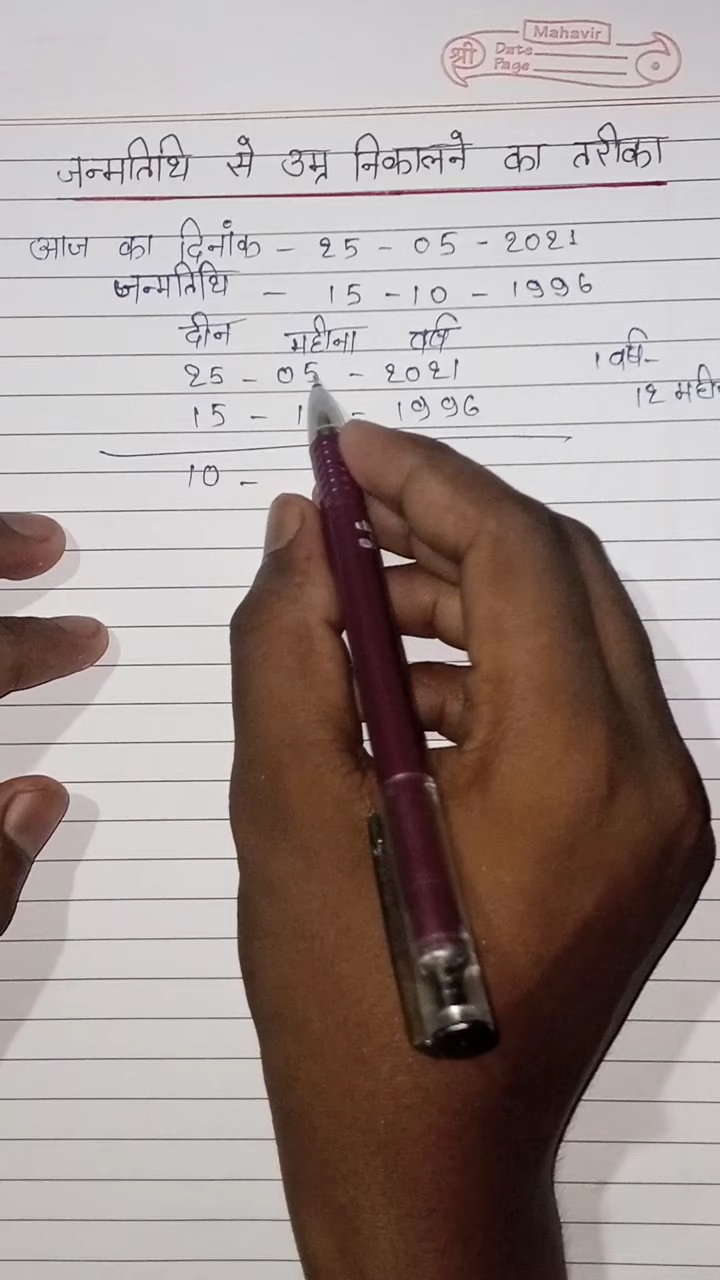 Mahavir
श्री Date
Page
जन्मतिथि से उम्र निकालने का तरीका
आज का दिनांक - 25 - 05 - 2021
जन्मतिथि - 15 - 10 - 1996
दीन महीना वर्ष
25 - 05 - 2021
15 - 1 - 1996
10 -
1 वर्ष-
12